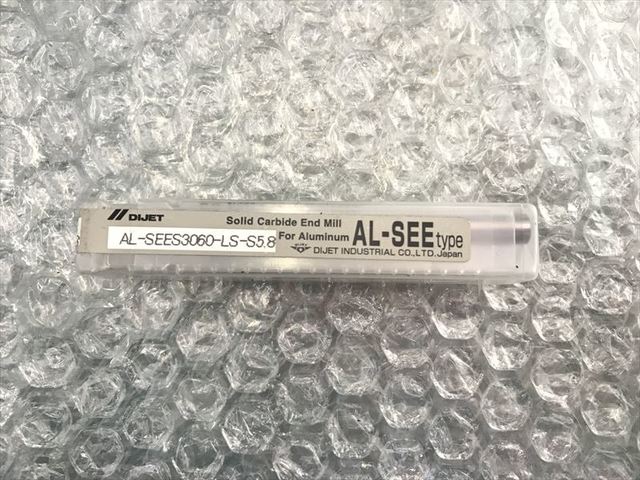 DIJET
Solid Carbide End Mill
AL-SEES3060-LS-S5.8
For Aluminum
AL-SEE type
DIJET INDUSTRIAL CO.,LTD. Japan